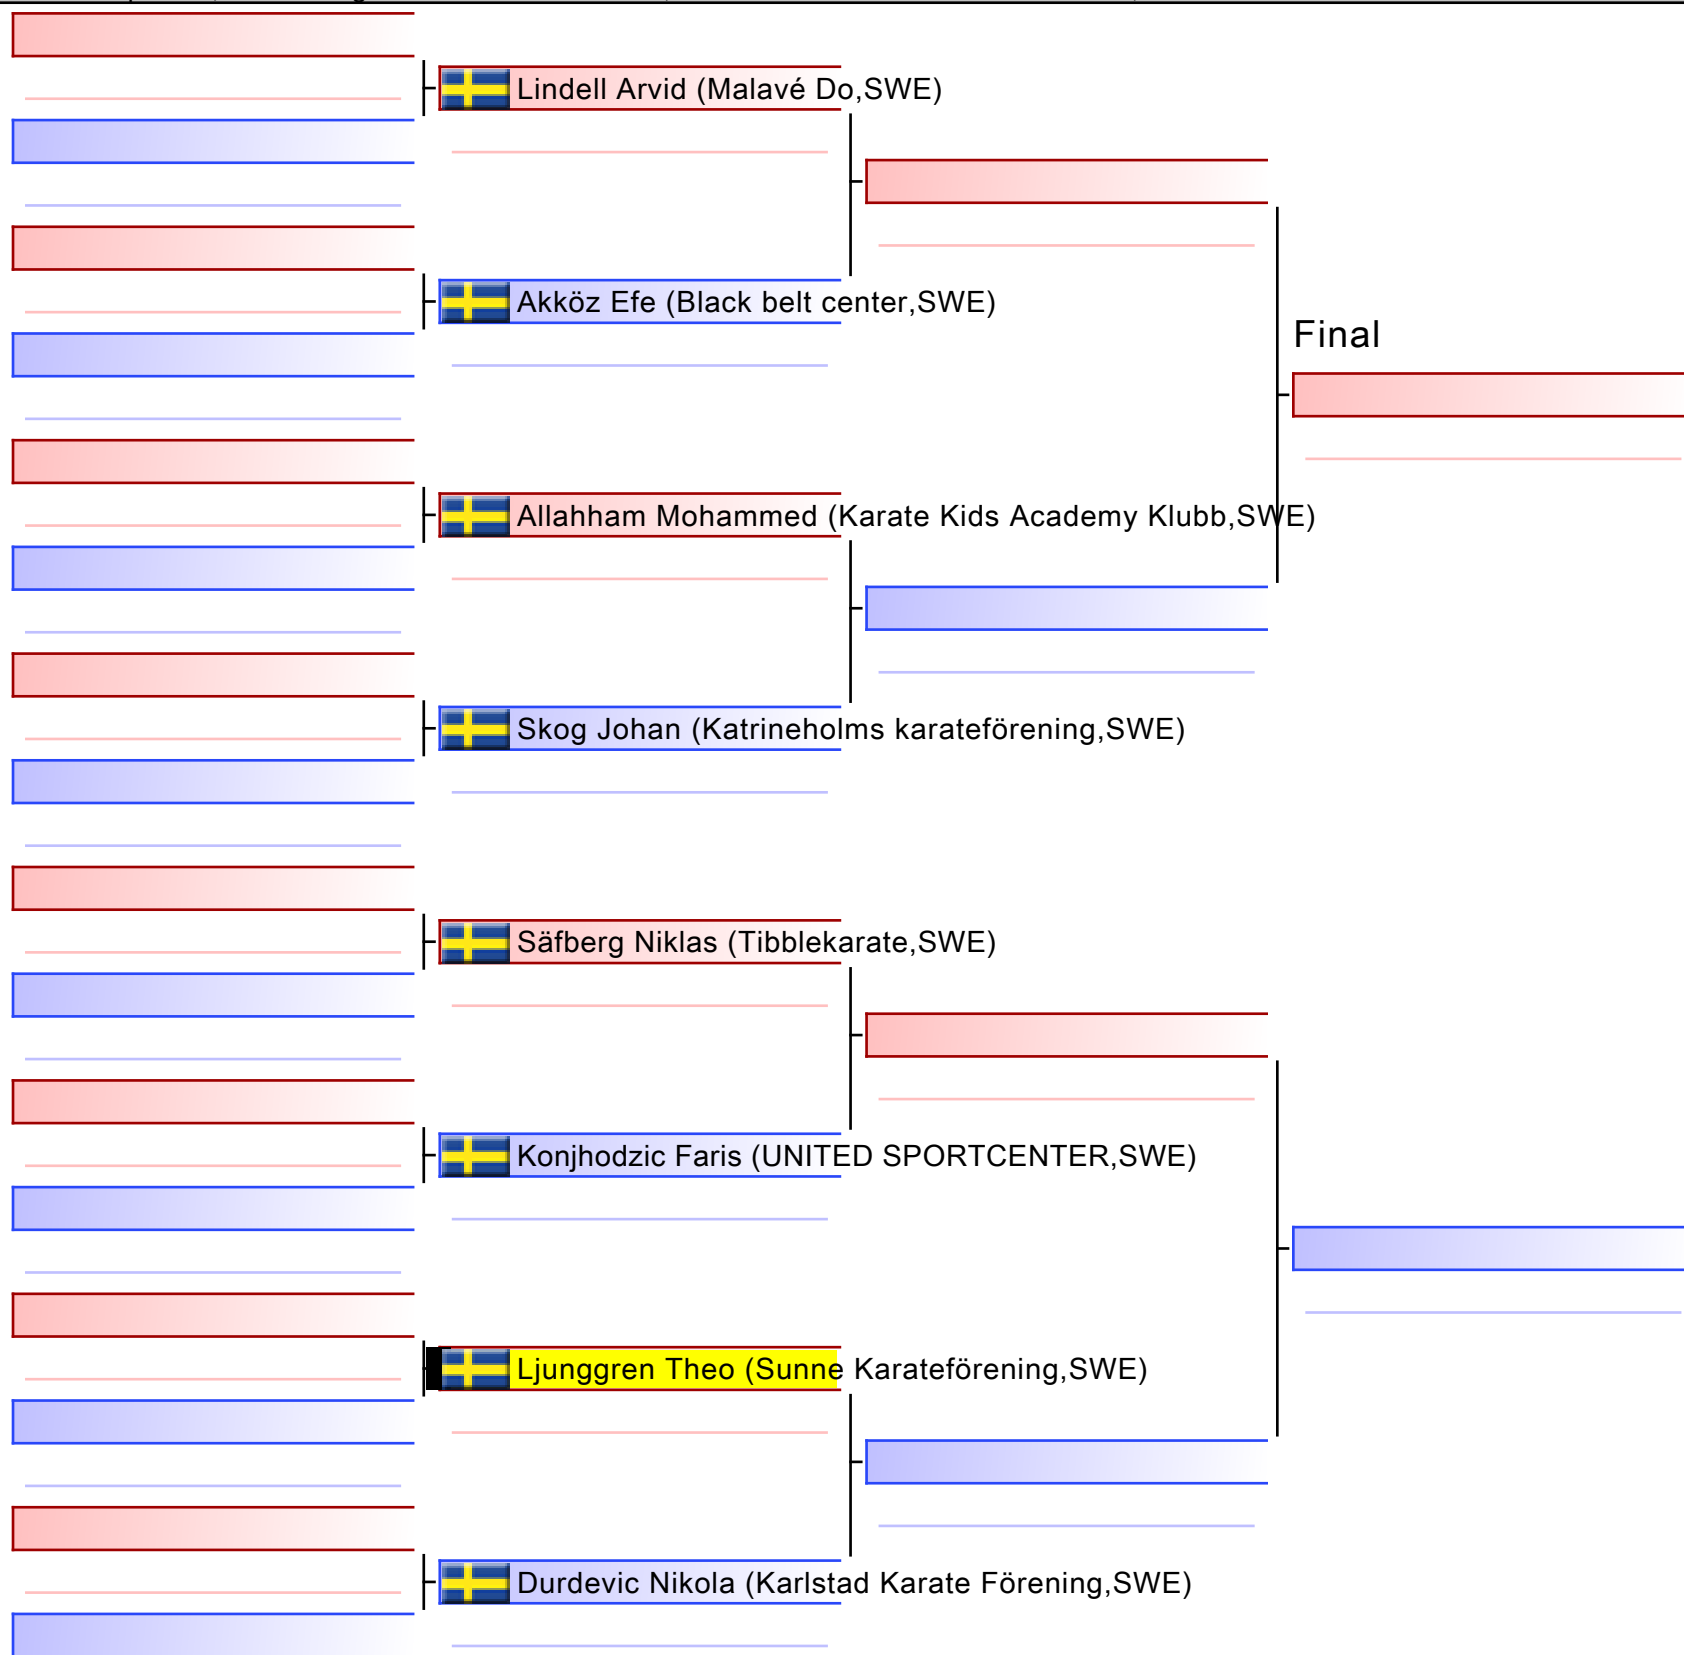 Lindell Arvid (Malavé Do,SWE)
Akköz Efe (Black belt center,SWE)
Final
Allahham Mohammed (Karate Kids Academy Klubb,SWE)
Skog Johan (Katrineholms karateförening,SWE)
Säfberg Niklas (Tibblekarate,SWE)
Konjhodzic Faris (UNITED SPORTCENTER,SWE)
Ljunggren Theo (Sunne Karateförening,SWE)
Durdevic Nikola (Karlstad Karate Förening,SWE)